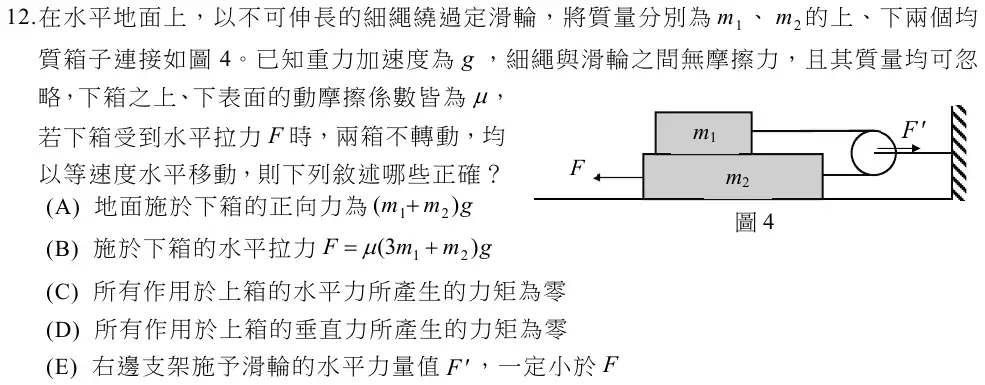 12.在水平地面上，以不可伸長的細繩繞過定滑輪，將質量分別為 m₁、m₂的上、下兩個均
質箱子連接如圖 4。已知重力加速度為 g，細繩與滑輪之間無摩擦力，且其質量均可忽
略，下箱之上、下表面的動摩擦係數皆為 μ，
若下箱受到水平拉力 F 時，兩箱不轉動，均
以等速度水平移動，則下列敘述哪些正確？
(A) 地面施於下箱的正向力為 (m₁+m₂)g
(B) 施於下箱的水平拉力 F = μ(3m₁ + m₂)g
(C) 所有作用於上箱的水平力所產生的力矩為零
(D) 所有作用於上箱的垂直力所產生的力矩為零
(E) 右邊支架施予滑輪的水平力量值 F′，一定小於 F
m₁
F′
F
m₂
圖 4